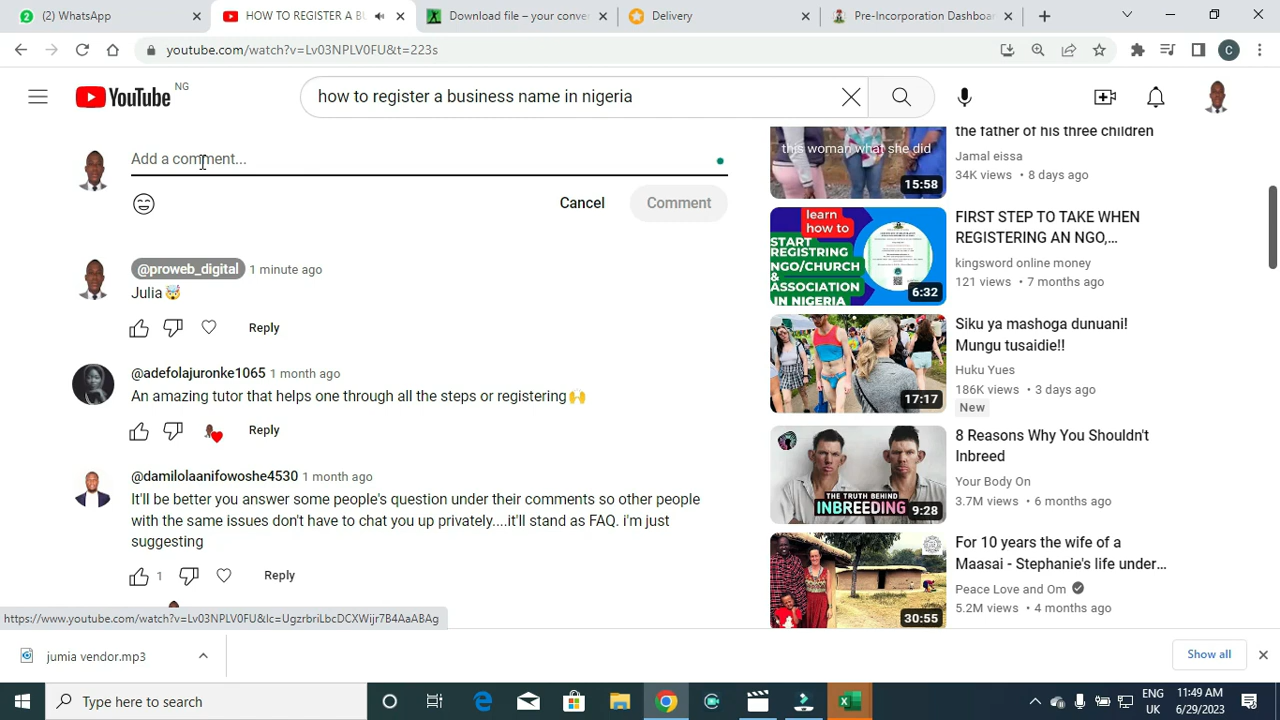 (2) WhatsApp
HOW TO REGISTER A BU
Download file – your conver
Delivery
Pre-Incorporation Dashboa
youtube.com/watch?v=Lv03NPLV0FU&t=223s
C
YouTube NG
how to register a business name in nigeria
Add a comment...
Cancel
Comment
@proweb_digital 1 minute ago
Julia🤯
Reply
@adefolajuronke1065 1 month ago
An amazing tutor that helps one through all the steps or registering🙌
Reply
@damilolaanifowoshe4530 1 month ago
It'll be better you answer some people's question under their comments so other people
with the same issues don't have to chat you up privately....it'll stand as FAQ. i'm just
suggesting
1
Reply
this woman what she did
15:58
the father of his three children
Jamal eissa
34K views • 8 days ago
learn
how to
START
REGISTRING
NGO/CHURCH
&
ASSOCIATION
IN NIGERIA
6:32
FIRST STEP TO TAKE WHEN
REGISTERING AN NGO,...
kingsword online money
121 views • 7 months ago
17:17
Siku ya mashoga dunuani!
Mungu tusaidie!!
Huku Yues
186K views • 3 days ago
New
THE TRUTH BEHIND
INBREEDING
9:28
8 Reasons Why You Shouldn't
Inbreed
Your Body On
3.7M views • 6 months ago
30:55
For 10 years the wife of a
Maasai - Stephanie's life under...
Peace Love and Om
5.2M views • 4 months ago
jumia vendor.mp3
Show all
Type here to search
ENG
UK
11:49 AM
6/29/2023